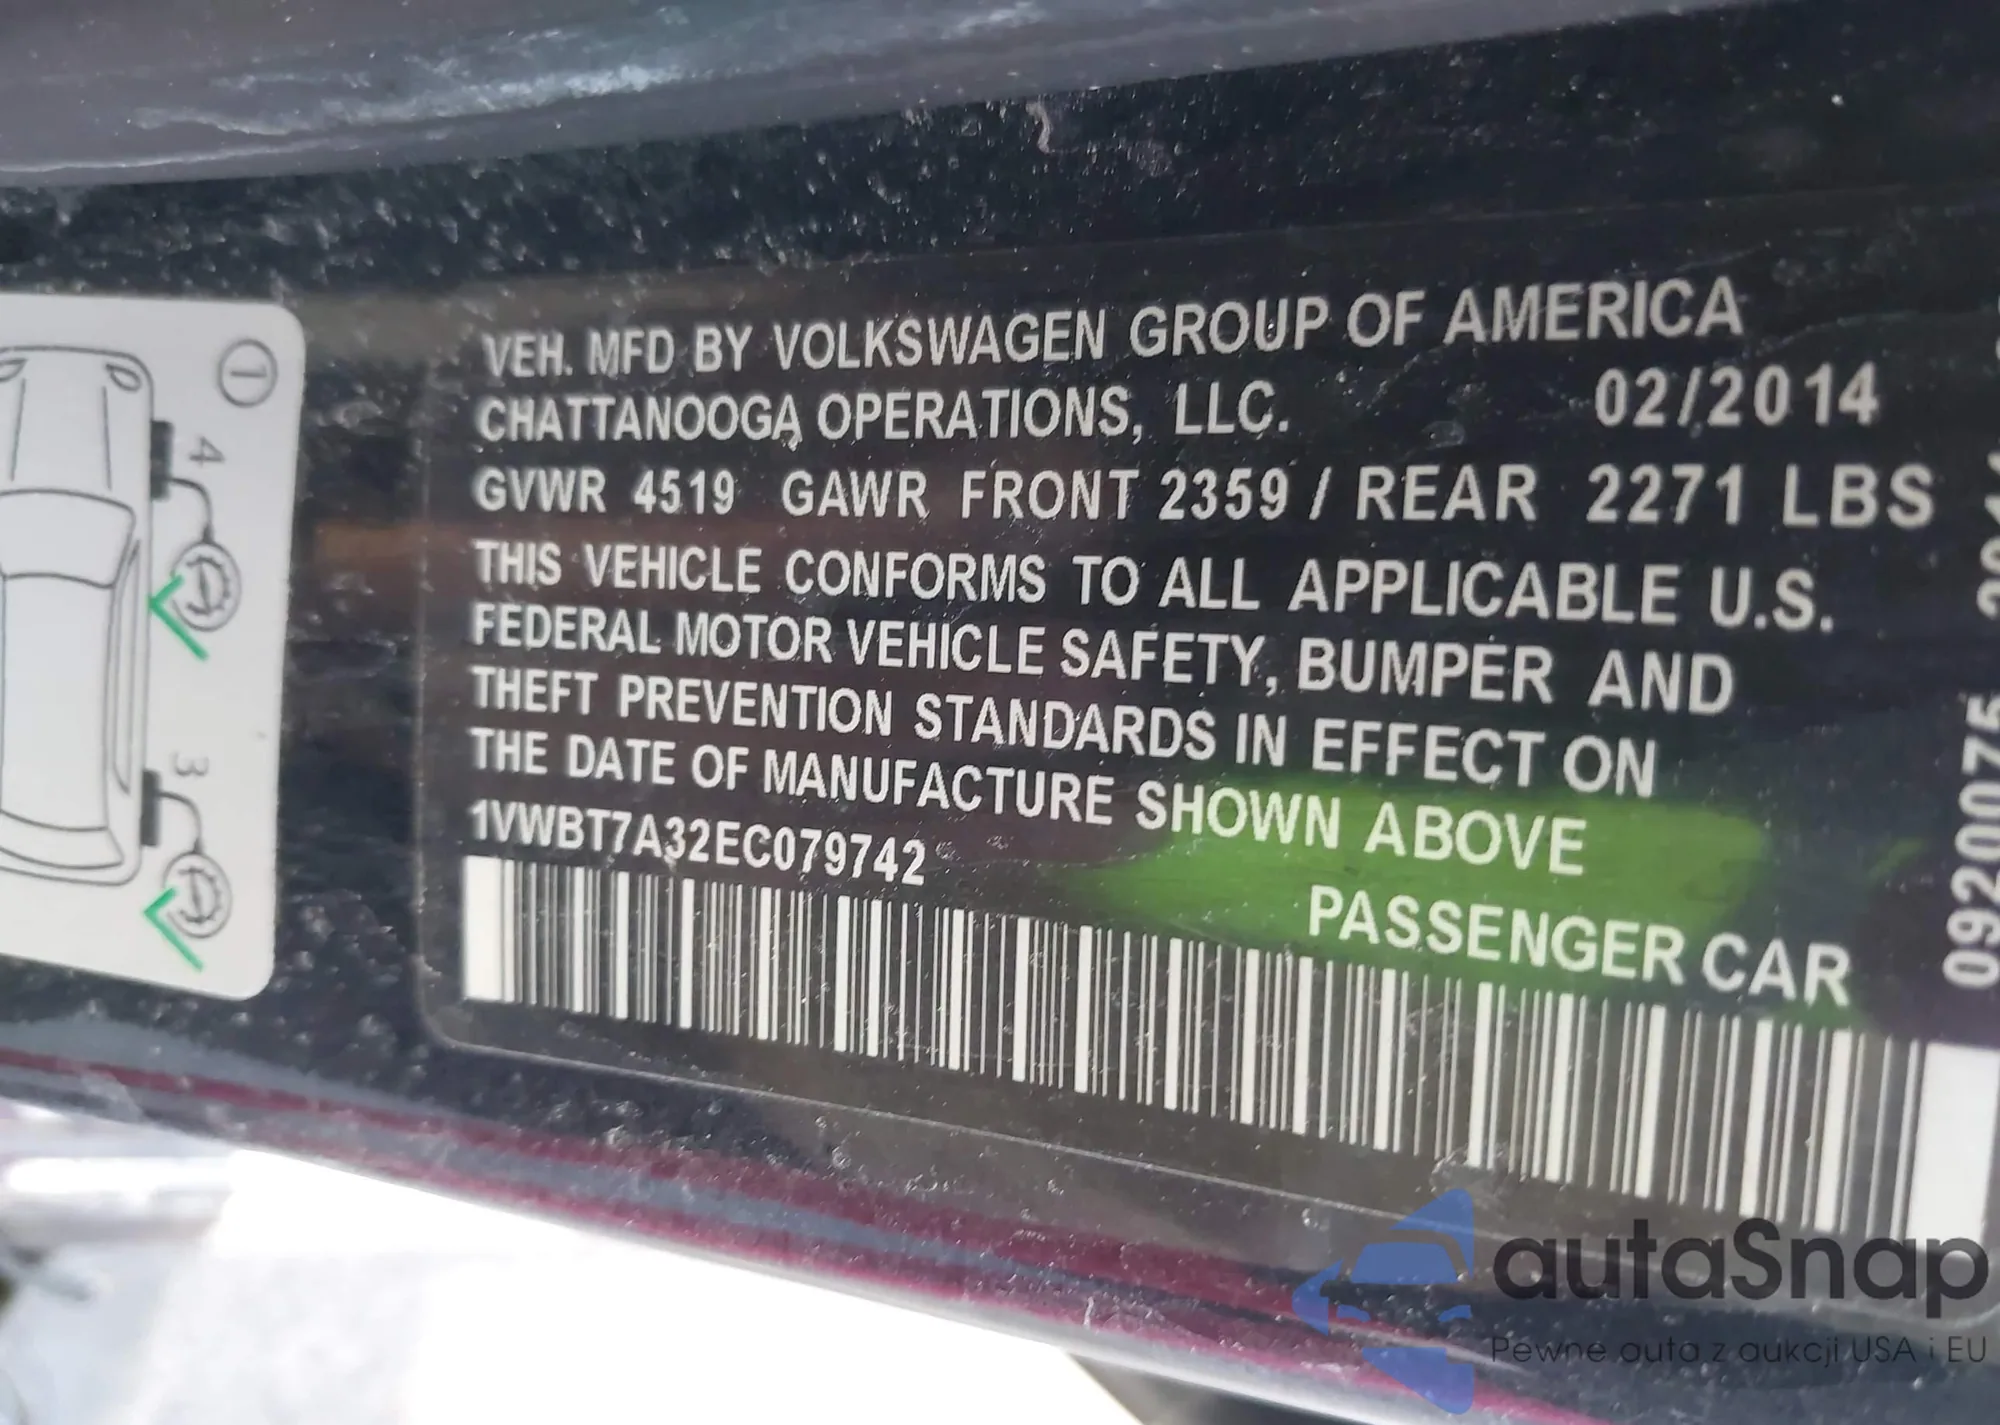 VEH. MFD BY VOLKSWAGEN GROUP OF AMERICA
CHATTANOOGA OPERATIONS, LLC. 02/2014
GVWR 4519 GAWR FRONT 2359 / REAR 2271 LBS
THIS VEHICLE CONFORMS TO ALL APPLICABLE U.S.
FEDERAL MOTOR VEHICLE SAFETY, BUMPER AND
THEFT PREVENTION STANDARDS IN EFFECT ON
THE DATE OF MANUFACTURE SHOWN ABOVE
1VWBT7A32EC079742
PASSENGER CAR
1
4
3
0920075
autaSnap
Pewne auta z aukcji USA i EU